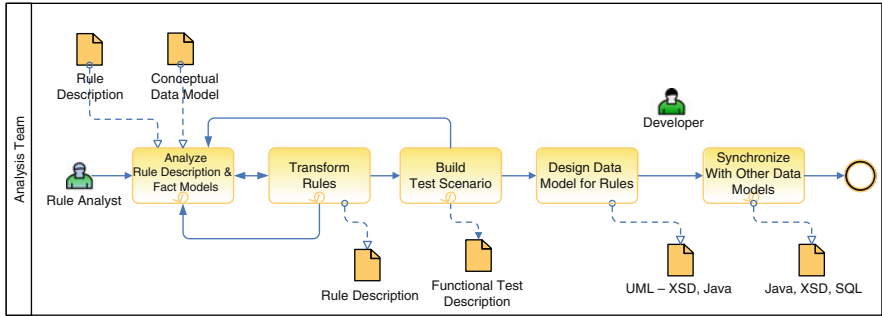 Analysis Team
Rule
Description
Conceptual
Data Model
Developer
Rule Analyst
Analyze
Rule Description &
Fact Models
Transform
Rules
Build
Test Scenario
Design Data
Model for Rules
Synchronize
With Other Data
Models
Rule Description
Functional Test
Description
UML – XSD, Java
Java, XSD, SQL